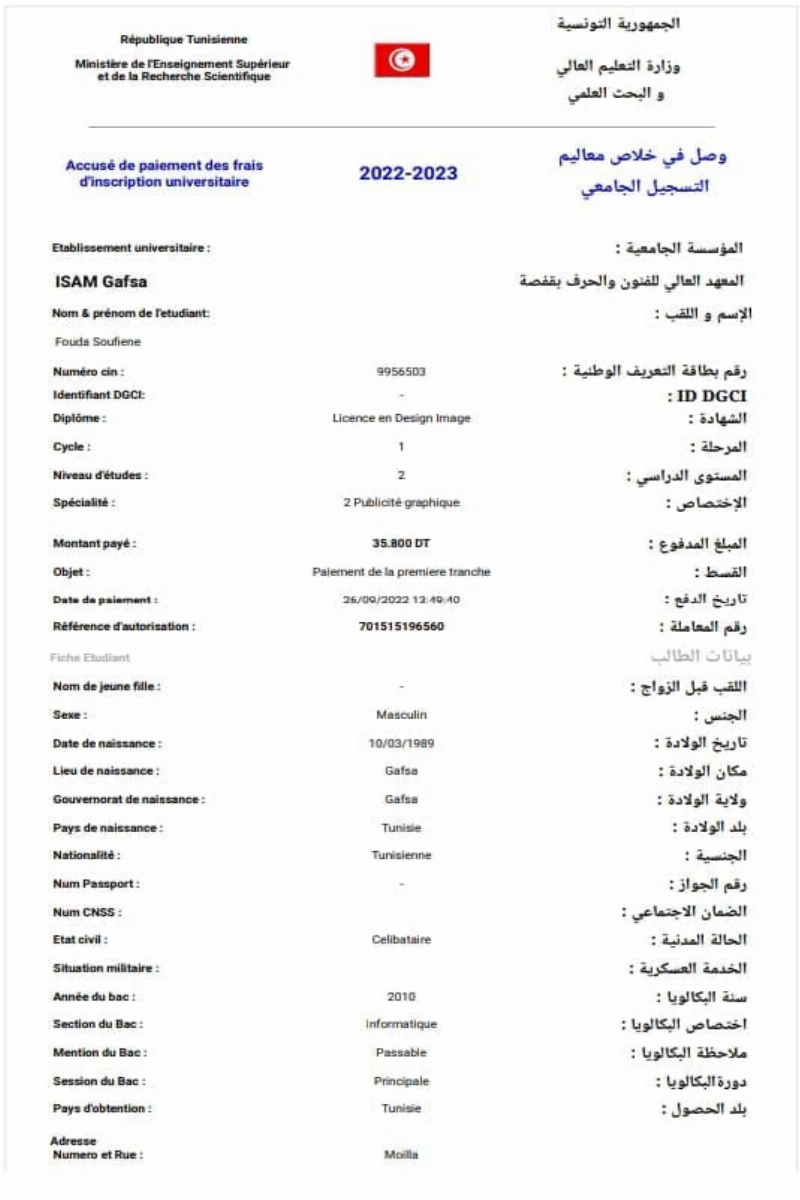 République Tunisienne
Ministère de l'Enseignement Supérieur
et de la Recherche Scientifique
الجمهورية التونسية
وزارة التعليم العالي
و البحث العلمي
Accusé de paiement des frais
d'inscription universitaire
2022-2023
وصل في خلاص معاليم
التسجيل الجامعي
Etablissement universitaire : المؤسسة الجامعية :
ISAM Gafsa المعهد العالي للفنون والحرف بقفصة
Nom & prénom de l'etudiant: الإسم و اللقب :
Fouda Soufiene
Numéro cin : 9956503 رقم بطاقة التعريف الوطنية :
Identifiant DGCI: - ID DGCI :
Diplôme : Licence en Design Image الشهادة :
Cycle : 1 المرحلة :
Niveau d'études : 2 المستوى الدراسي :
Spécialité : 2 Publicité graphique الإختصاص :
Montant payé : 35.800 DT المبلغ المدفوع :
Objet : Paiement de la premiere tranche القسط :
Date de paiement : 26/09/2022 13:49:40 تاريخ الدفع :
Référence d'autorisation : 701515196560 رقم المعاملة :
Fiche Etudiant بيانات الطالب
Nom de jeune fille : - اللقب قبل الزواج :
Sexe : Masculin الجنس :
Date de naissance : 10/03/1989 تاريخ الولادة :
Lieu de naissance : Gafsa مكان الولادة :
Gouvernorat de naissance : Gafsa ولاية الولادة :
Pays de naissance : Tunisie بلد الولادة :
Nationalité : Tunisienne الجنسية :
Num Passport : - رقم الجواز :
Num CNSS : الضمان الاجتماعي :
Etat civil : Celibataire الحالة المدنية :
Situation militaire : الخدمة العسكرية :
Année du bac : 2010 سنة البكالويا :
Section du Bac : Informatique اختصاص البكالويا :
Mention du Bac : Passable ملاحظة البكالويا :
Session du Bac : Principale دورةالبكالويا :
Pays d'obtention : Tunisie بلد الحصول :
Adresse
Numero et Rue : Moilla